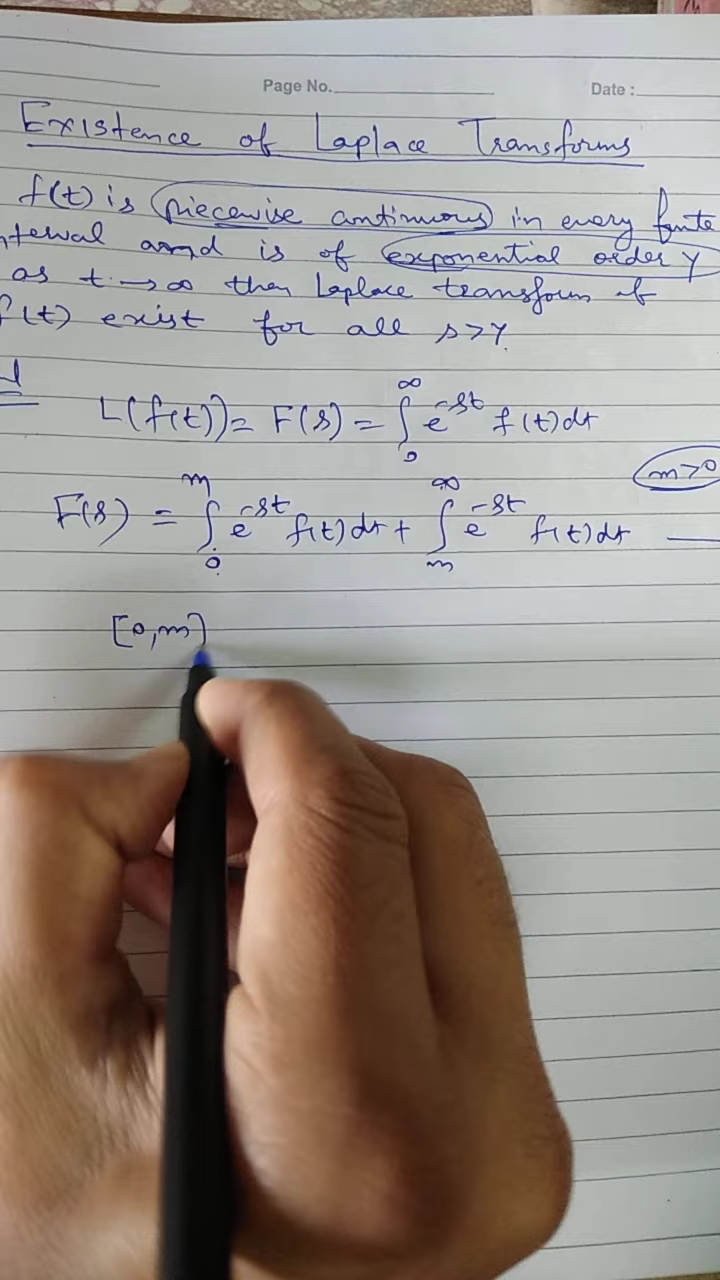 Page No. Date :
Existence of Laplace Transforms
f(t) is piecewise continuous in every finite
nterval and is of exponential order γ
as t → ∞ then Laplace transform of
f(t) exist for all s>γ.
L(f(t)) = F(s) = ∫₀^∞ e^{-st} f(t)dt
m>0
F(s) = ∫₀^m e^{-st} f(t)dt + ∫_m^∞ e^{-st} f(t)dt —
[0,m]